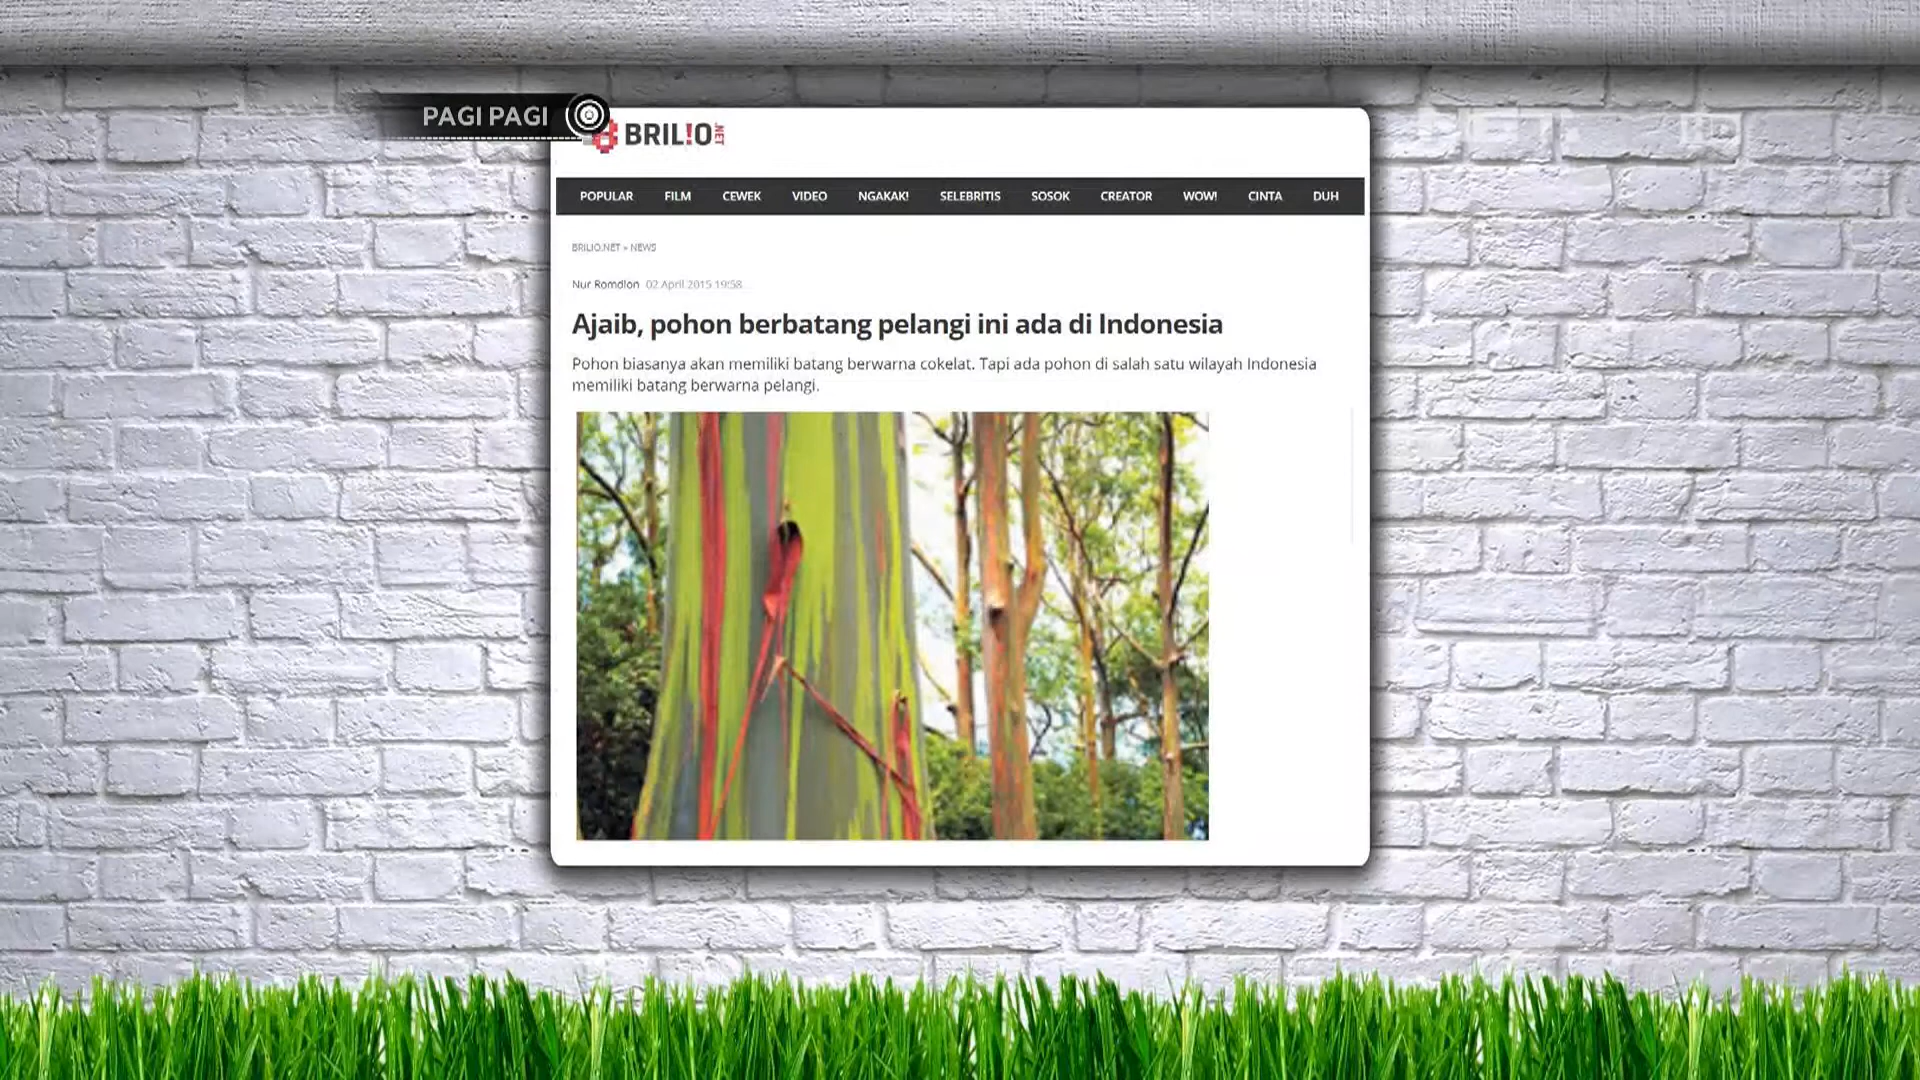 PAGI PAGI
BRIL!O.NET
POPULAR FILM CEWEK VIDEO NGAKAK! SELEBRITIS SOSOK CREATOR WOW! CINTA DUH
BRILIO.NET » NEWS
Nur Romdlon 02 April 2015 19:58
Ajaib, pohon berbatang pelangi ini ada di Indonesia
Pohon biasanya akan memiliki batang berwarna cokelat. Tapi ada pohon di salah satu wilayah Indonesia
memiliki batang berwarna pelangi.